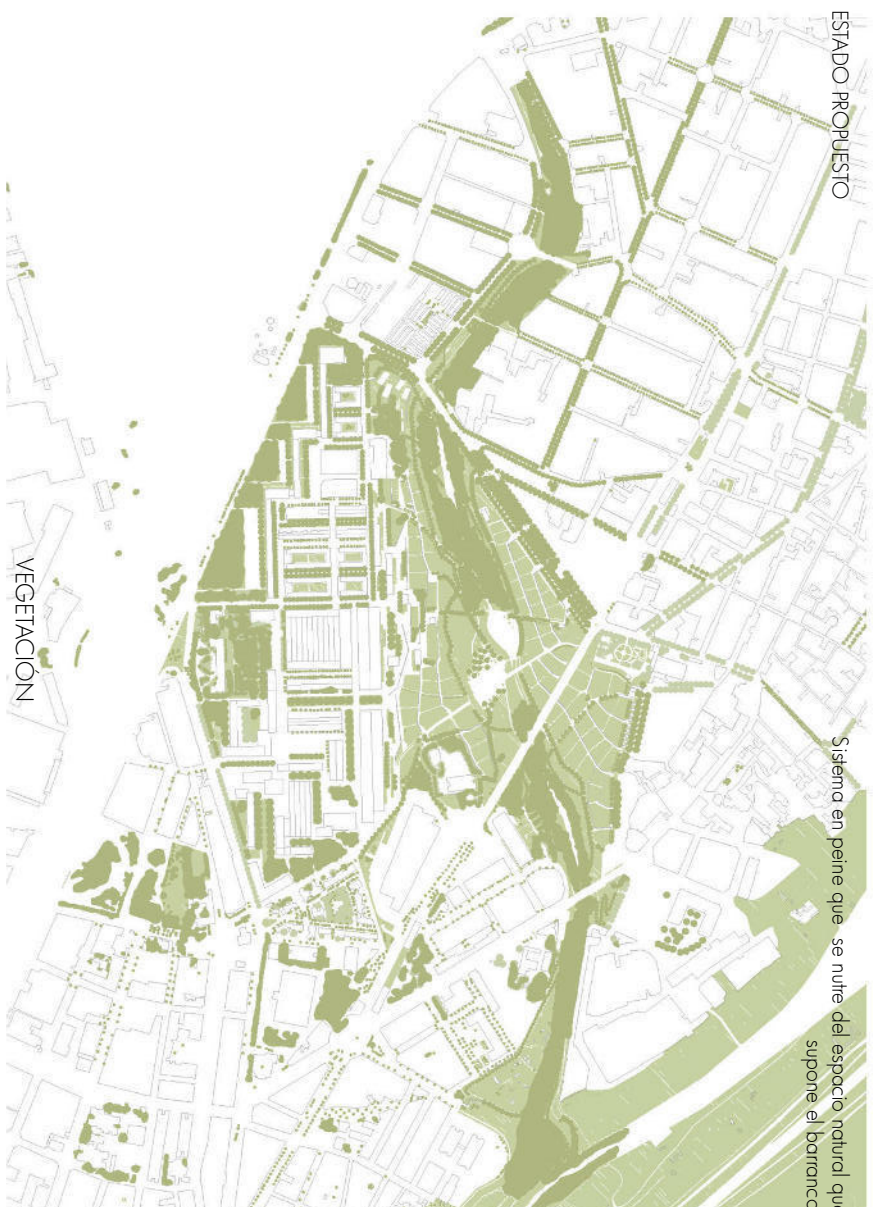 ESTADO PROPUESTO
Sistema en peine que se nutre del espacio natural que
supone el barranco
VEGETACIÓN